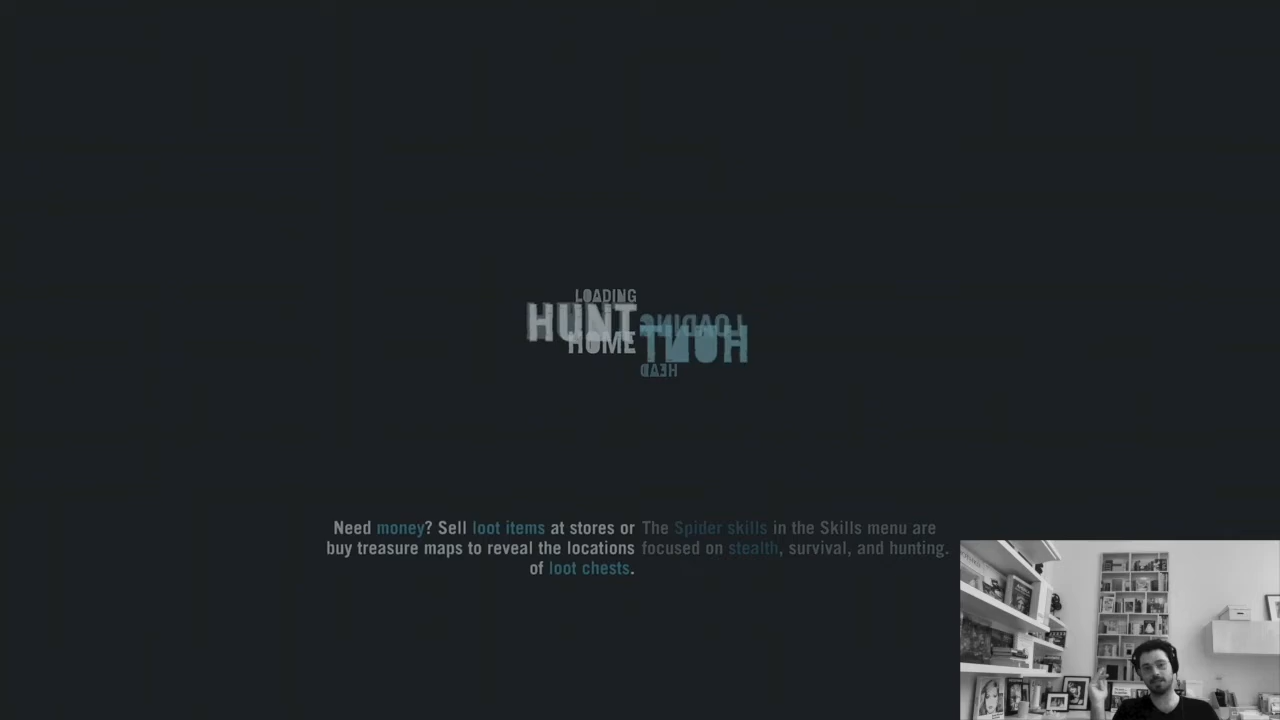 LOADING
HUNT
HOME
LOADING
HUNT
HEAD
Need money? Sell loot items at stores or
buy treasure maps to reveal the locations
of loot chests.
The Spider skills in the Skills menu are
focused on stealth, survival, and hunting.